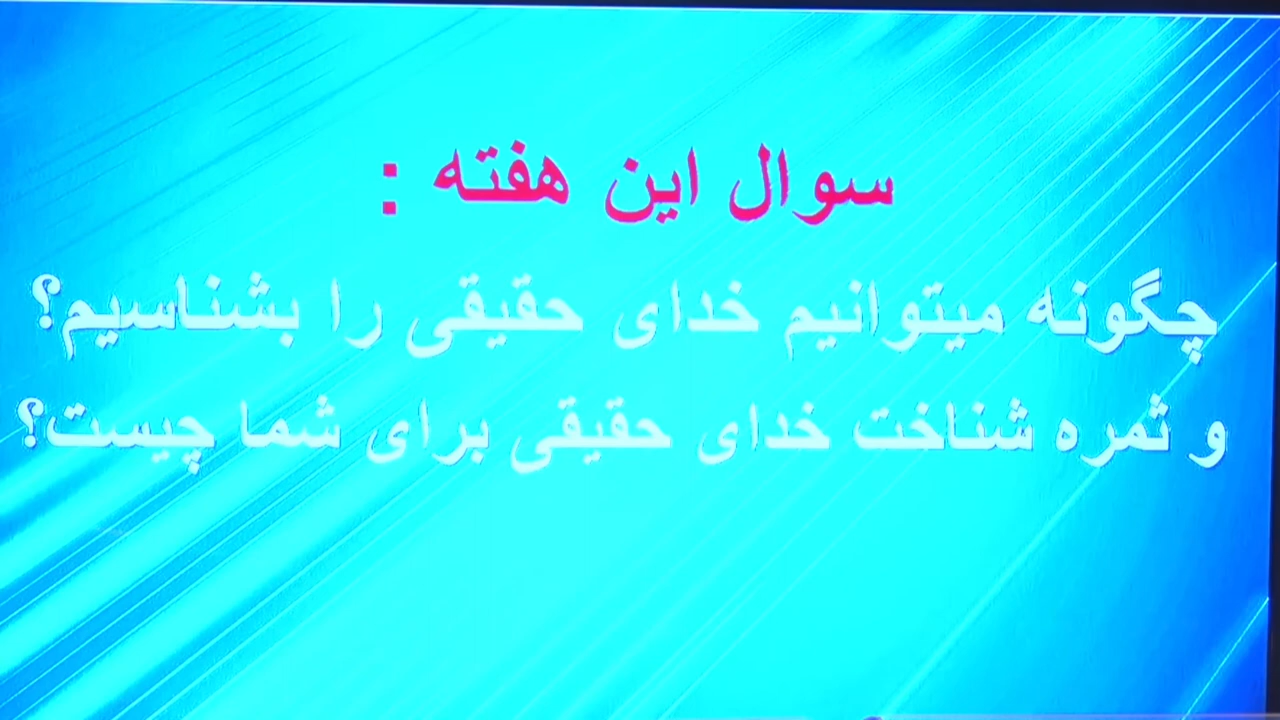 سوال این هفته :
چگونه میتوانیم خدای حقیقی را بشناسیم؟
و ثمره شناخت خدای حقیقی برای شما چیست؟